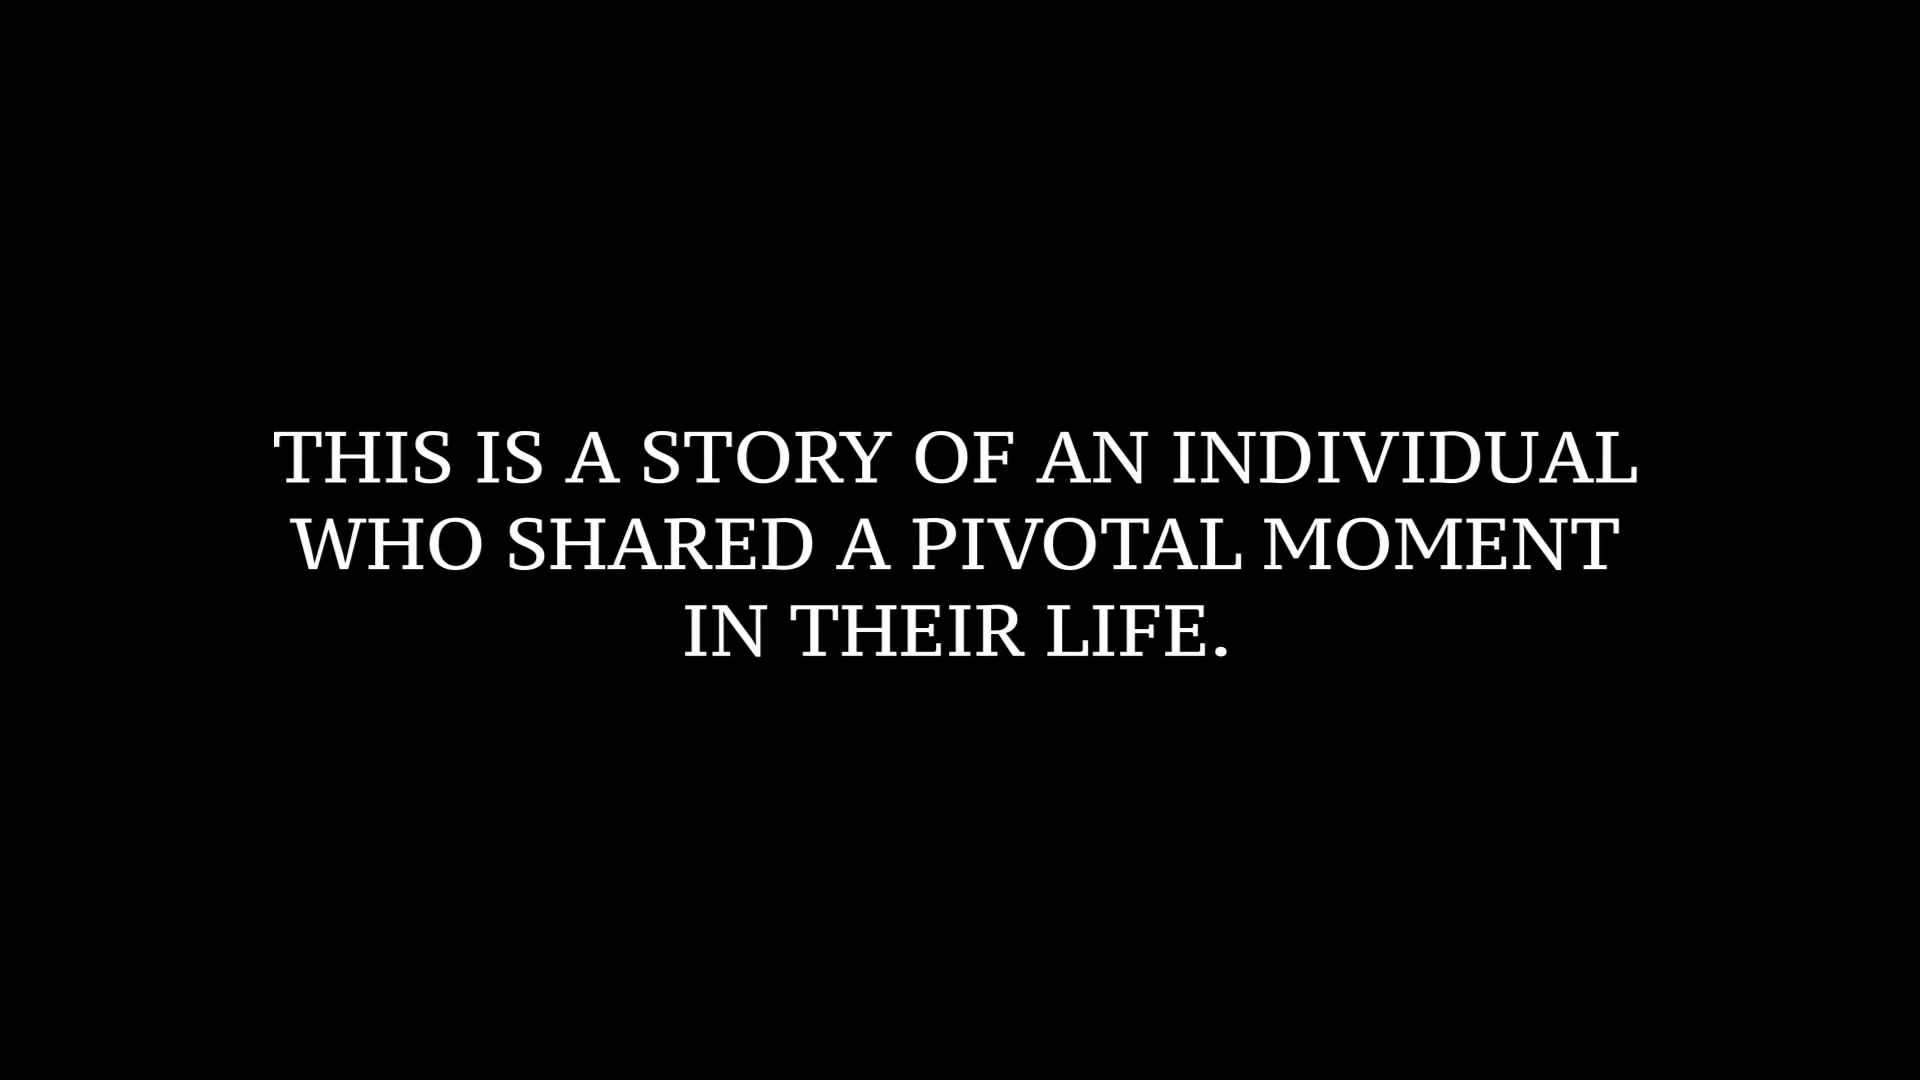 THIS IS A STORY OF AN INDIVIDUAL
WHO SHARED A PIVOTAL MOMENT
IN THEIR LIFE.